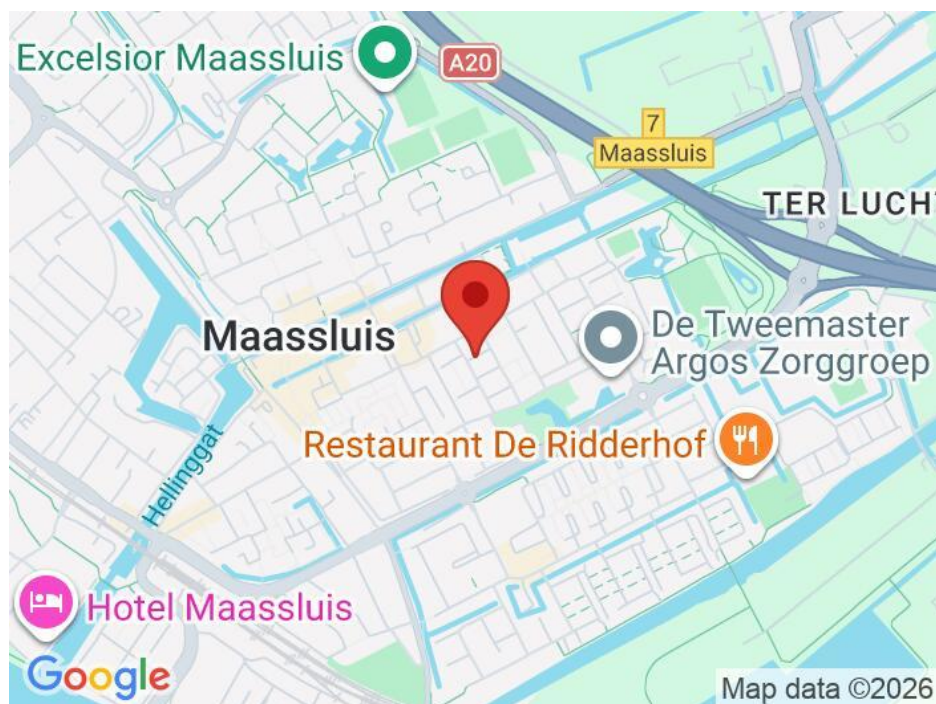 Excelsior Maassluis
A20
7
Maassluis
TER LUCHT
Maassluis
De Tweemaster
Argos Zorggroep
Restaurant De Ridderhof
Hellinggat
Hotel Maassluis
Google
Map data ©2026